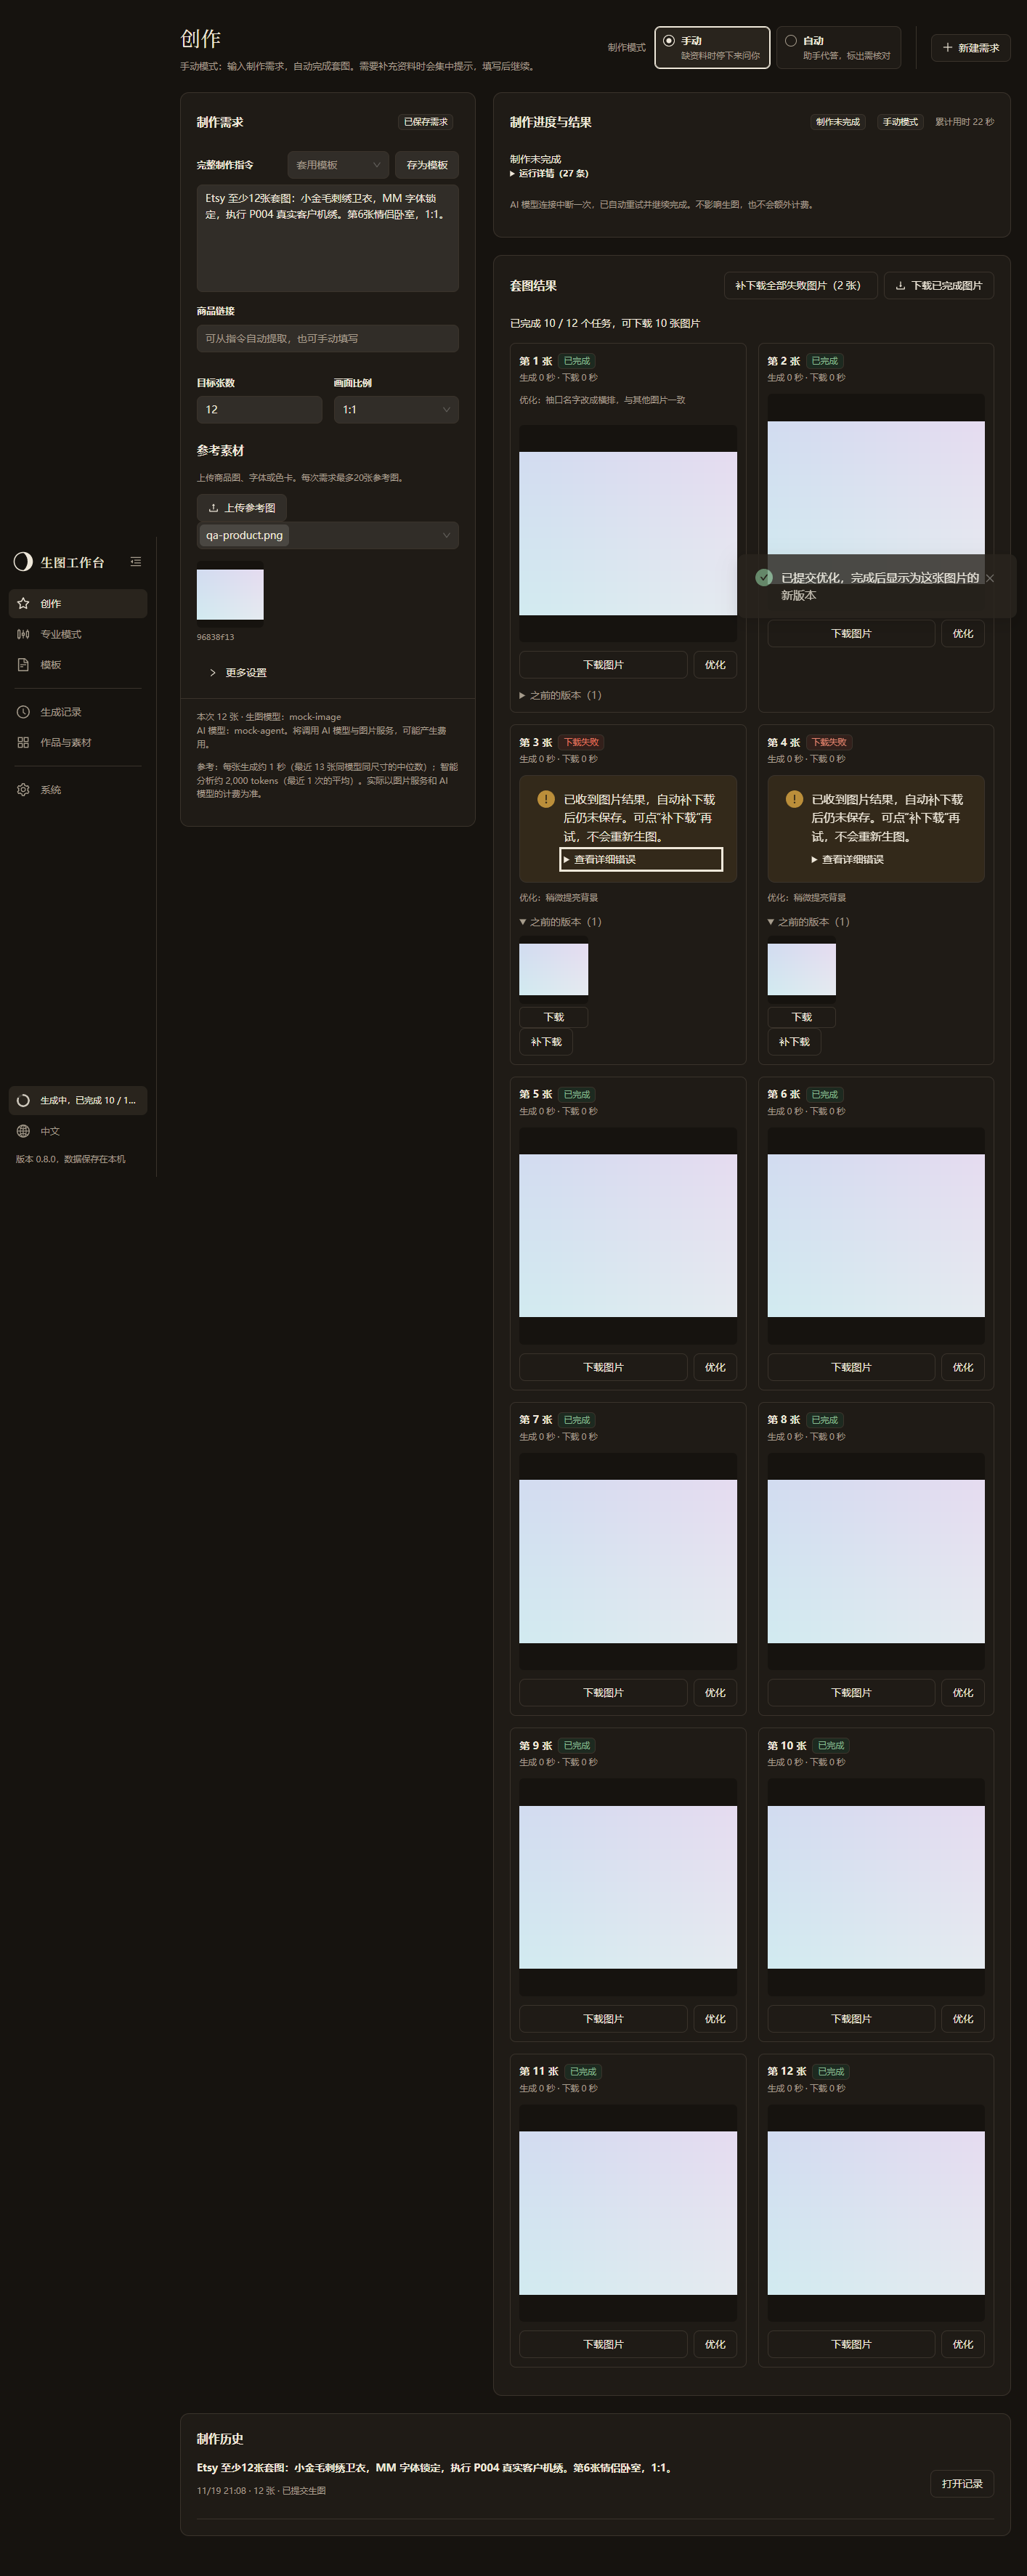 创作
手动模式：输入制作需求，自动完成套图。需要补充资料时会集中提示，填写后继续。
制作模式
手动
缺资料时停下来问你
自动
助手代答，标出需核对
新建需求
生图工作台
创作
专业模式
模板
生成记录
作品与素材
系统
生成中，已完成 10 / 1...
中文
版本 0.8.0，数据保存在本机
制作需求
已保存需求
完整制作指令
套用模板
存为模板
Etsy 至少12张套图：小金毛刺绣卫衣，MM 字体锁
定，执行 P004 真实客户机绣。第6张情侣卧室，1:1。
商品链接
可从指令自动提取，也可手动填写
目标张数
画面比例
12
1:1
参考素材
上传商品图、字体或色卡。每次需求最多20张参考图。
上传参考图
qa-product.png
96838f13
更多设置
本次 12 张 · 生图模型：mock-image
AI 模型：mock-agent。将调用 AI 模型与图片服务，可能产生费
用。
参考：每张生成约 1 秒（最近 13 张同模型同尺寸的中位数）；智能
分析约 2,000 tokens（最近 1 次的平均）。实际以图片服务和 AI
模型的计费为准。
制作进度与结果
制作未完成
手动模式
累计用时 22 秒
制作未完成
运行详情（27 条）
AI 模型连接中断一次，已自动重试并继续完成。不影响生图，也不会额外计费。
套图结果
补下载全部失败图片（2 张）
下载已完成图片
已完成 10 / 12 个任务，可下载 10 张图片
第 1 张
已完成
生成 0 秒 · 下载 0 秒
优化：袖口名字改成横排，与其他图片一致
下载图片
优化
之前的版本（1）
第 2 张
已完成
生成 0 秒 · 下载 0 秒
已提交优化，完成后显示为这张图片的
新版本
下载图片
优化
第 3 张
下载失败
生成 0 秒 · 下载 0 秒
已收到图片结果，自动补下载
后仍未保存。可点“补下载”再
试，不会重新生图。
查看详细错误
优化：稍微提亮背景
之前的版本（1）
下载
补下载
第 4 张
下载失败
生成 0 秒 · 下载 0 秒
已收到图片结果，自动补下载
后仍未保存。可点“补下载”再
试，不会重新生图。
查看详细错误
优化：稍微提亮背景
之前的版本（1）
下载
补下载
第 5 张
已完成
生成 0 秒 · 下载 0 秒
下载图片
优化
第 6 张
已完成
生成 0 秒 · 下载 0 秒
下载图片
优化
第 7 张
已完成
生成 0 秒 · 下载 0 秒
下载图片
优化
第 8 张
已完成
生成 0 秒 · 下载 0 秒
下载图片
优化
第 9 张
已完成
生成 0 秒 · 下载 0 秒
下载图片
优化
第 10 张
已完成
生成 0 秒 · 下载 0 秒
下载图片
优化
第 11 张
已完成
生成 0 秒 · 下载 0 秒
下载图片
优化
第 12 张
已完成
生成 0 秒 · 下载 0 秒
下载图片
优化
制作历史
Etsy 至少12张套图：小金毛刺绣卫衣，MM 字体锁定，执行 P004 真实客户机绣。第6张情侣卧室，1:1。
11/19 21:08 · 12 张 · 已提交生图
打开记录